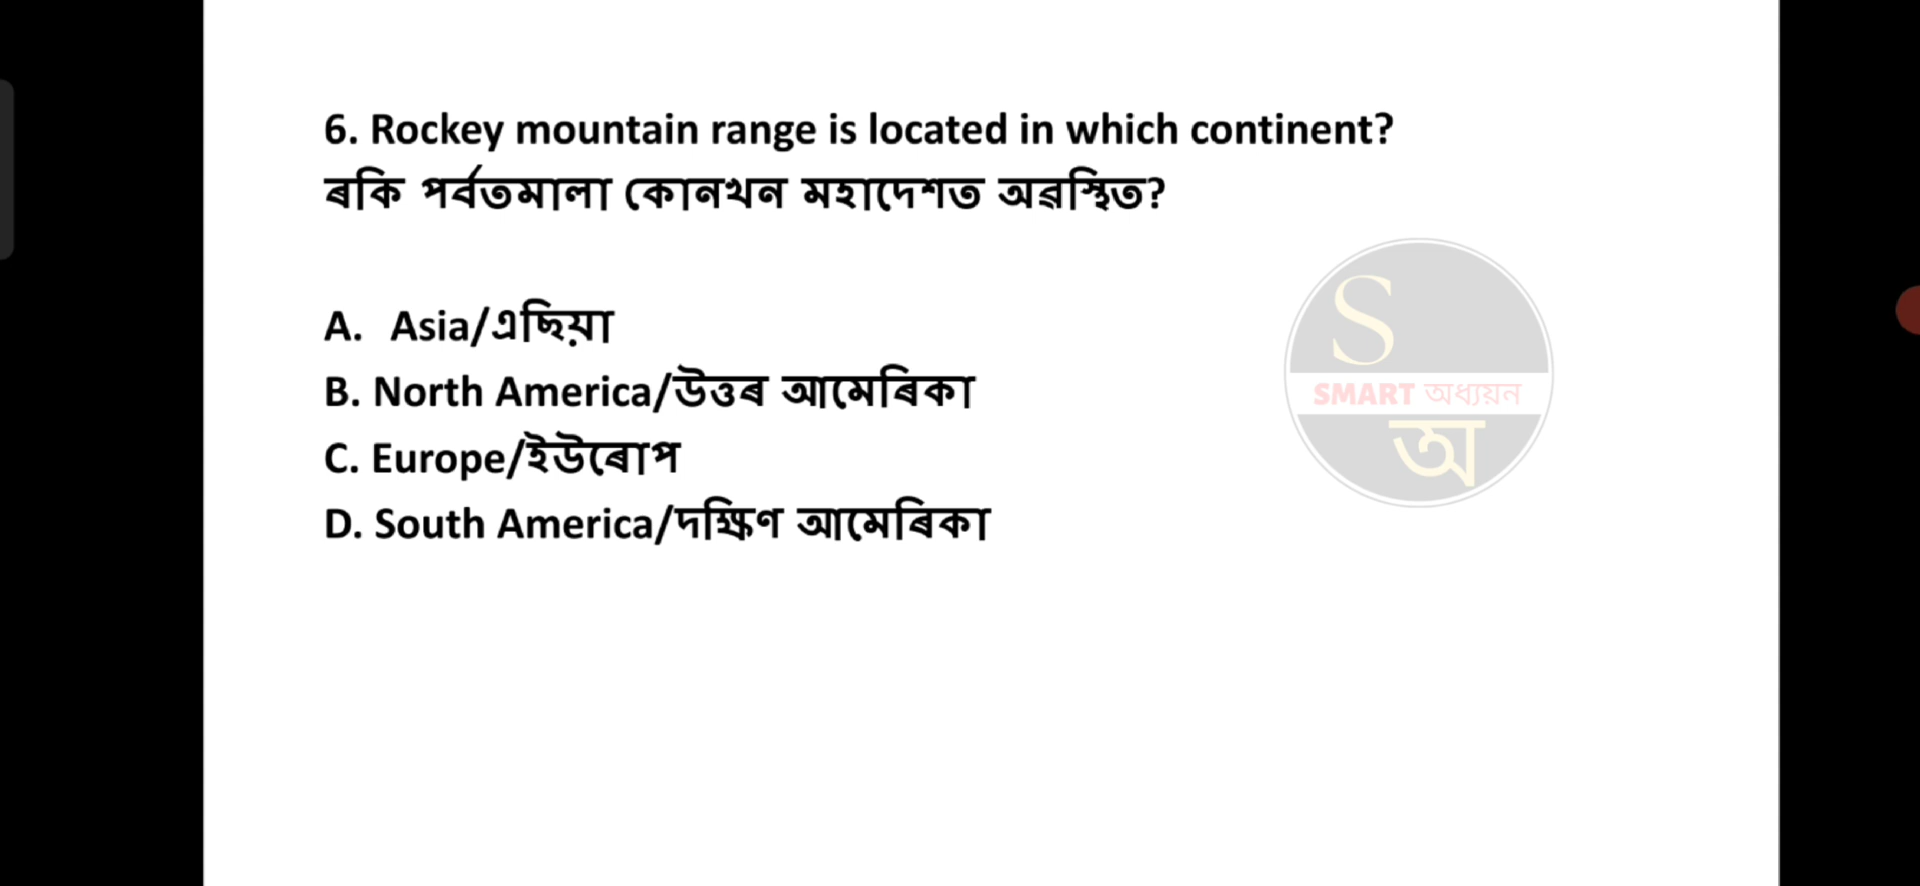 6. Rockey mountain range is located in which continent?
ৰকি পৰ্বতমালা কোনখন মহাদেশত অৱস্থিত?
A. Asia/এছিয়া
B. North America/উত্তৰ আমেৰিকা
C. Europe/ইউৰোপ
D. South America/দক্ষিণ আমেৰিকা
S
SMART অধ্যয়ন
অ